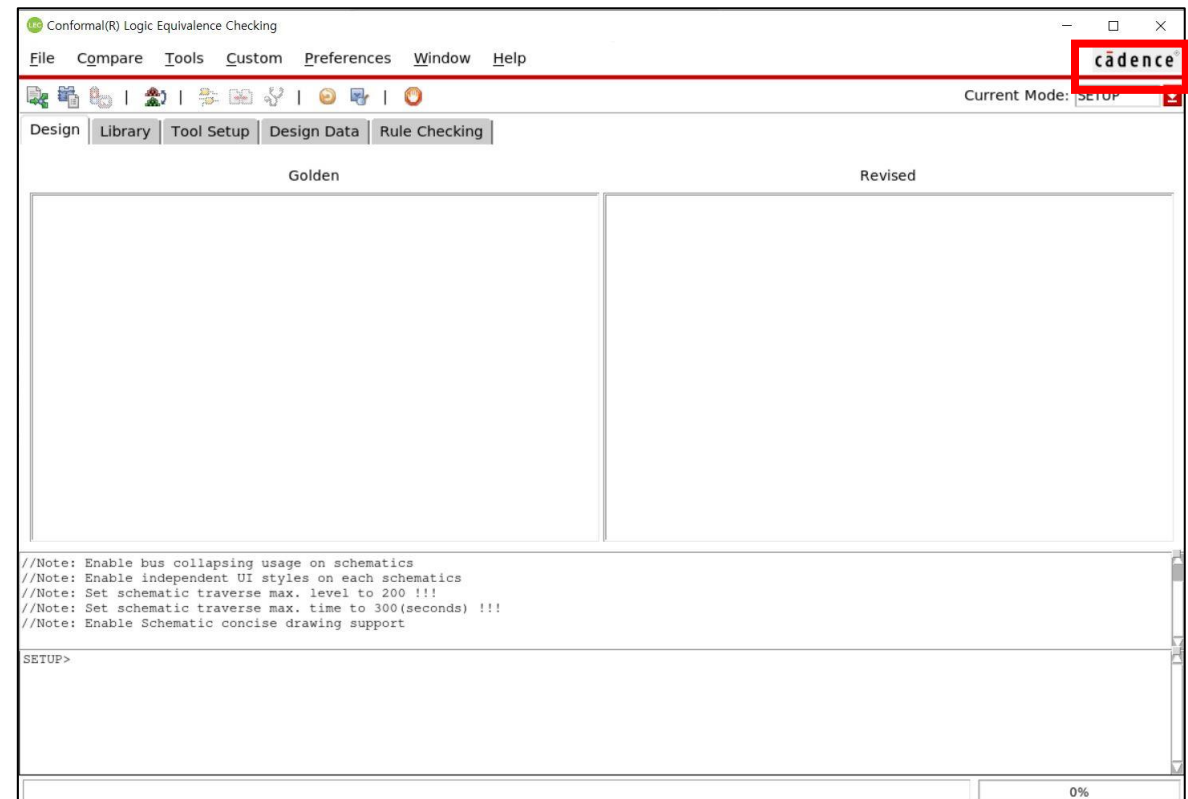 LEC Conformal(R) Logic Equivalence Checking
File Compare Tools Custom Preferences Window Help
cādence®
Current Mode: SETUP
Design Library Tool Setup Design Data Rule Checking
Golden Revised
//Note: Enable bus collapsing usage on schematics
//Note: Enable independent UI styles on each schematics
//Note: Set schematic traverse max. level to 200 !!!
//Note: Set schematic traverse max. time to 300(seconds) !!!
//Note: Enable Schematic concise drawing support
SETUP>
0%